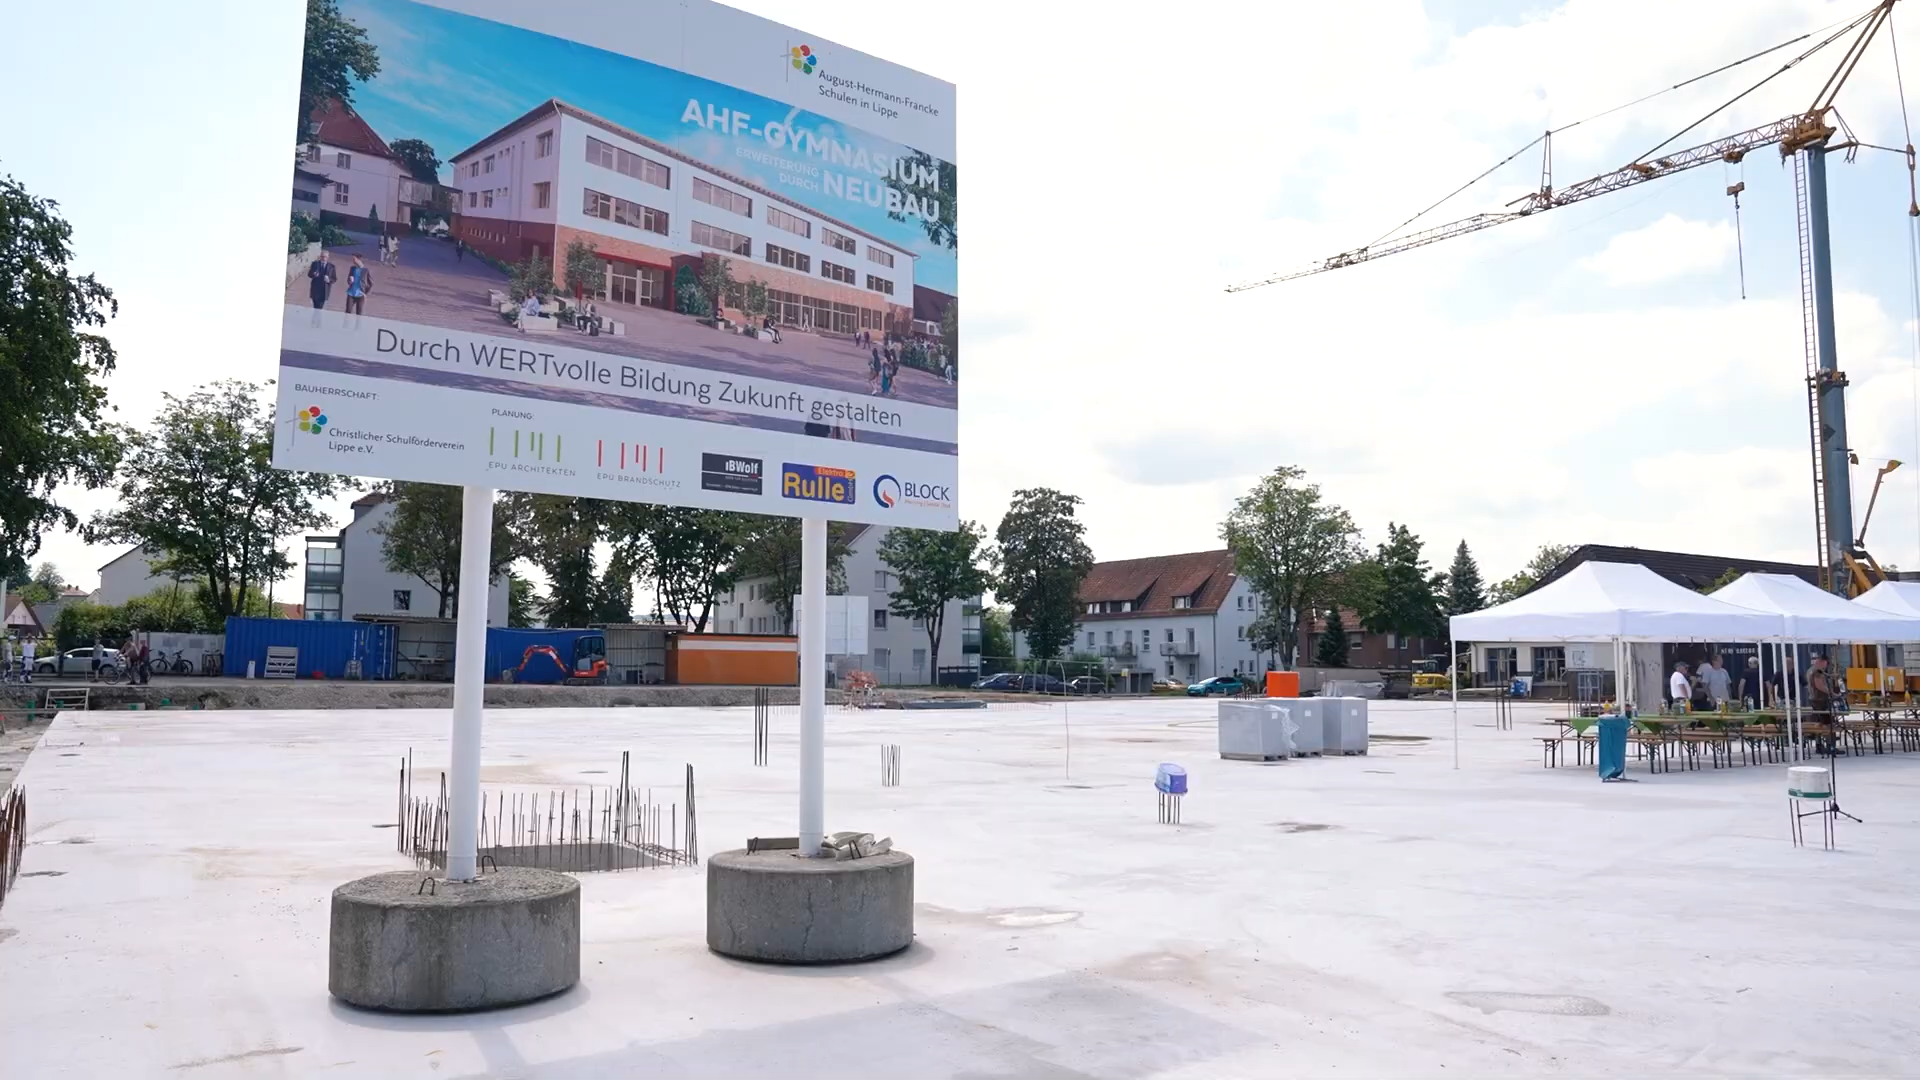 August-Hermann-Francke
Schulen in Lippe
AHF-GYMNASIUM
ERWEITERUNG
DURCH
NEUBAU
Durch WERTvolle Bildung Zukunft gestalten
BAUHERRSCHAFT:
Christlicher Schulförderverein
Lippe e.V.
PLANUNG:
EPU ARCHITEKTEN
EPU BRANDSCHUTZ
IBWolf
Elektro
Rulle
GmbH
BLOCK